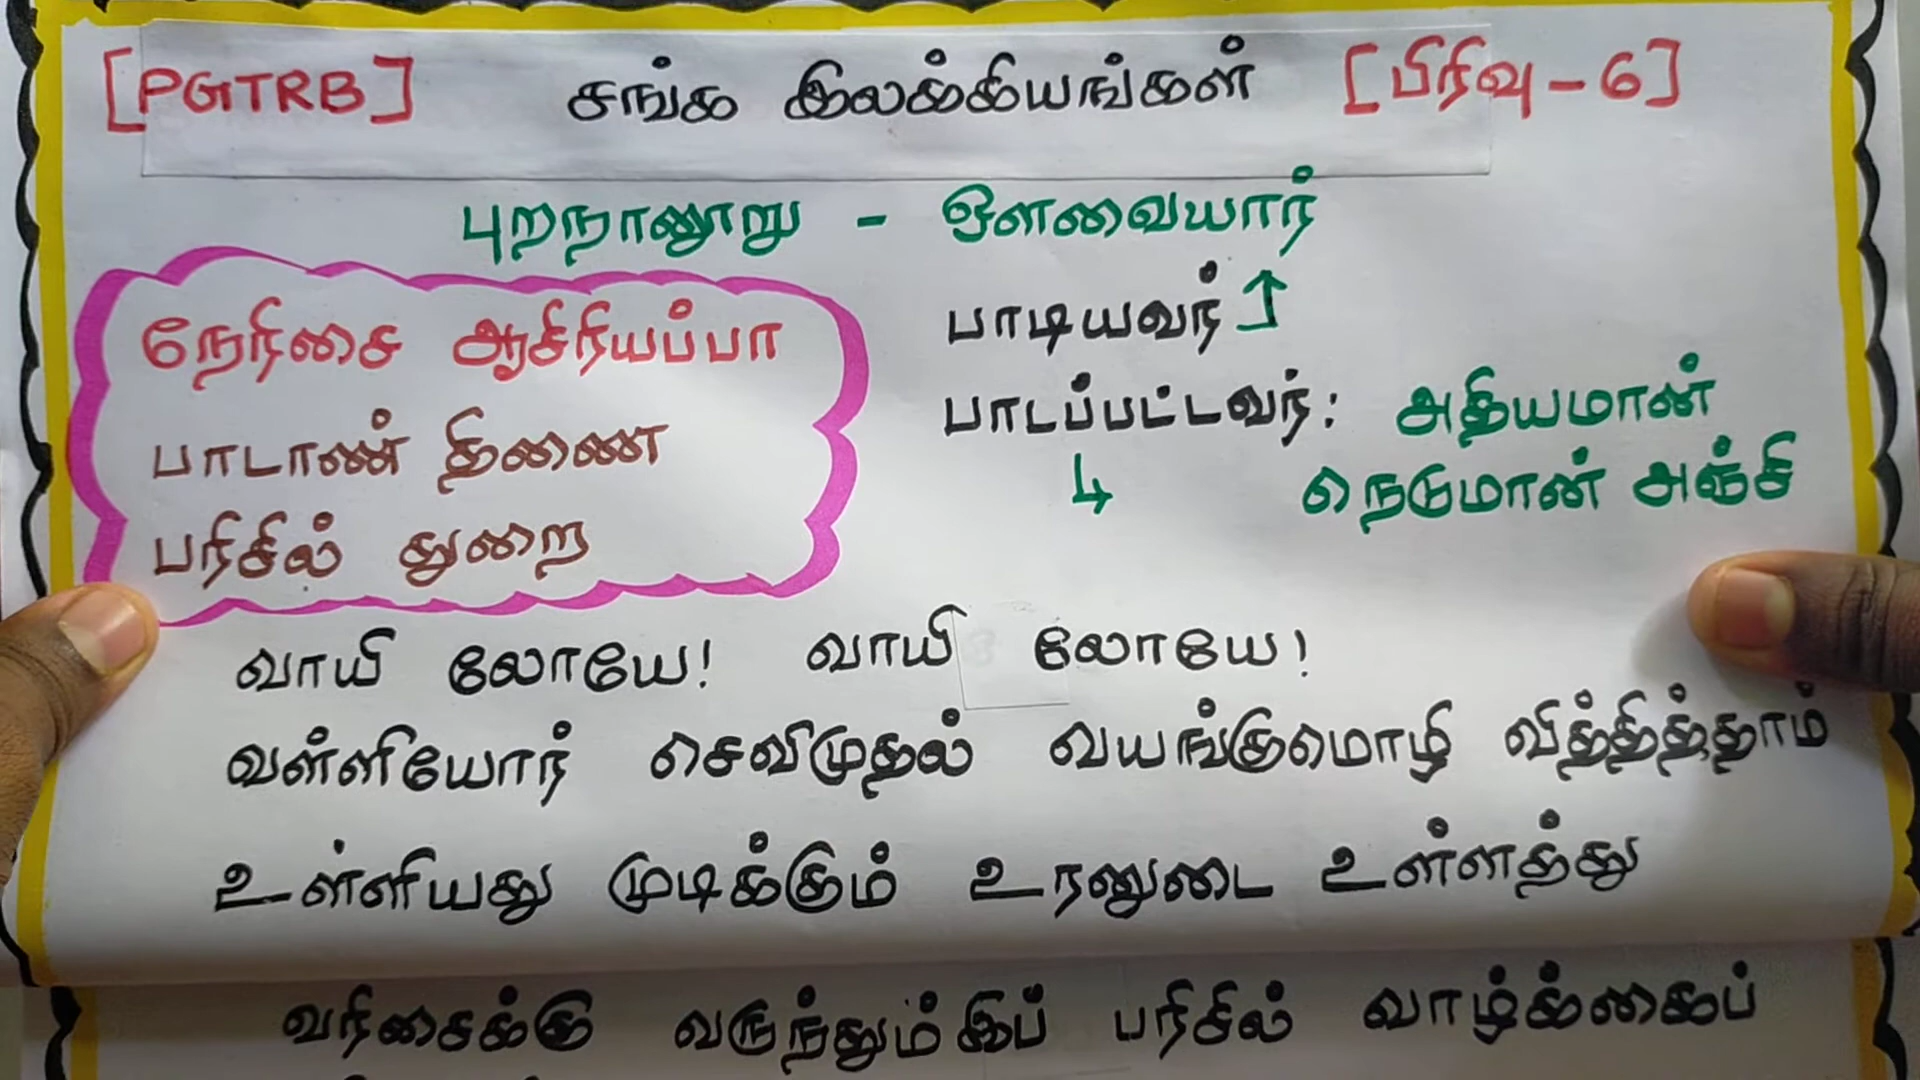 [PGTRB] சங்க இலக்கியங்கள் [பிரிவு - 6]
புறநானூறு - ஔவையார்
நேரிசை ஆசிரியப்பா
பாடாண் திணை
பரிசில் துறை
பாடியவர்
பாடப்பட்டவர் : அதியமான்
நெடுமான் அஞ்சி
வாயி லோயே! வாயி லோயே!
வள்ளியோர் செவிமுதல் வயங்குமொழி வித்தித்தாம்
உள்ளியது முடிக்கும் உரனுடை உள்ளத்து
வரிசைக்கு வருந்தும்இப் பரிசில் வாழ்க்கைப்